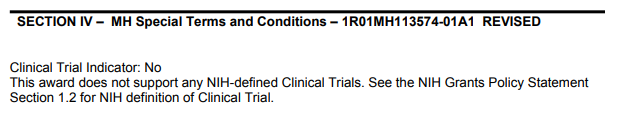 SECTION IV – MH Special Terms and Conditions – 1R01MH113574-01A1 REVISED
Clinical Trial Indicator: No
This award does not support any NIH-defined Clinical Trials. See the NIH Grants Policy Statement
Section 1.2 for NIH definition of Clinical Trial.